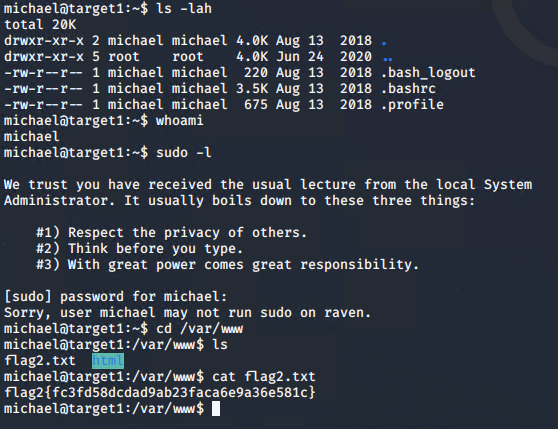 michael@target1:~$ ls -lah
total 20K
drwxr-xr-x 2 michael michael 4.0K Aug 13  2018 .
drwxr-xr-x 5 root    root    4.0K Jun 24  2020 ..
-rw-r--r-- 1 michael michael  220 Aug 13  2018 .bash_logout
-rw-r--r-- 1 michael michael 3.5K Aug 13  2018 .bashrc
-rw-r--r-- 1 michael michael  675 Aug 13  2018 .profile
michael@target1:~$ whoami
michael
michael@target1:~$ sudo -l
We trust you have received the usual lecture from the local System
Administrator. It usually boils down to these three things:
#1) Respect the privacy of others.
#2) Think before you type.
#3) With great power comes great responsibility.
[sudo] password for michael:
Sorry, user michael may not run sudo on raven.
michael@target1:~$ cd /var/www
michael@target1:/var/www$ ls
flag2.txt  html
michael@target1:/var/www$ cat flag2.txt
flag2{fc3fd58dcdad9ab23faca6e9a36e581c}
michael@target1:/var/www$